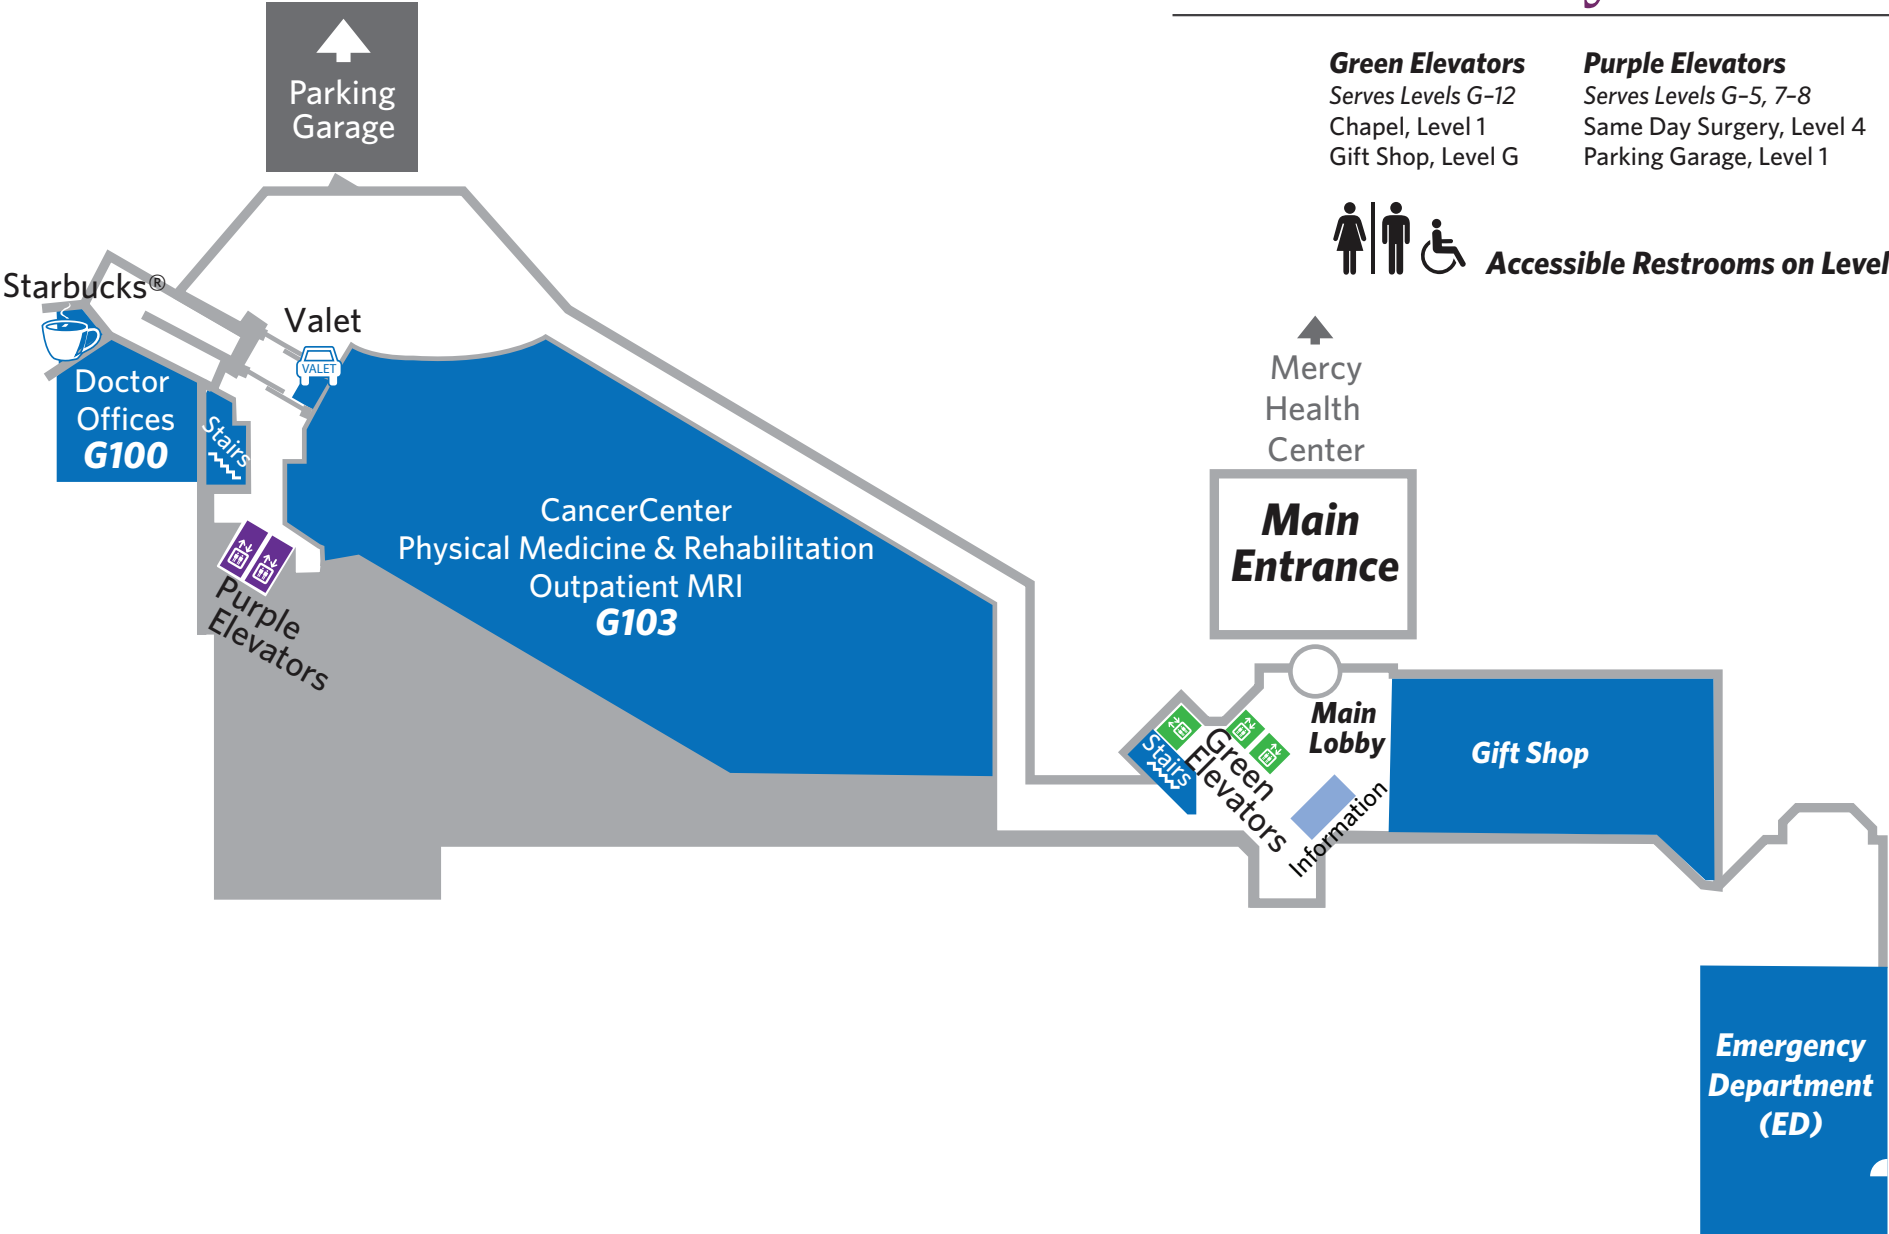 Parking
Garage
Green Elevators
Serves Levels G–12
Chapel, Level 1
Gift Shop, Level G
Purple Elevators
Serves Levels G–5, 7–8
Same Day Surgery, Level 4
Parking Garage, Level 1
Accessible Restrooms on Level
Starbucks®
Valet
VALET
Doctor
Offices
G100
Stairs
Purple
Elevators
CancerCenter
Physical Medicine & Rehabilitation
Outpatient MRI
G103
Mercy
Health
Center
Main
Entrance
Main
Lobby
Stairs
Green
Elevators
Information
Gift Shop
Emergency
Department
(ED)